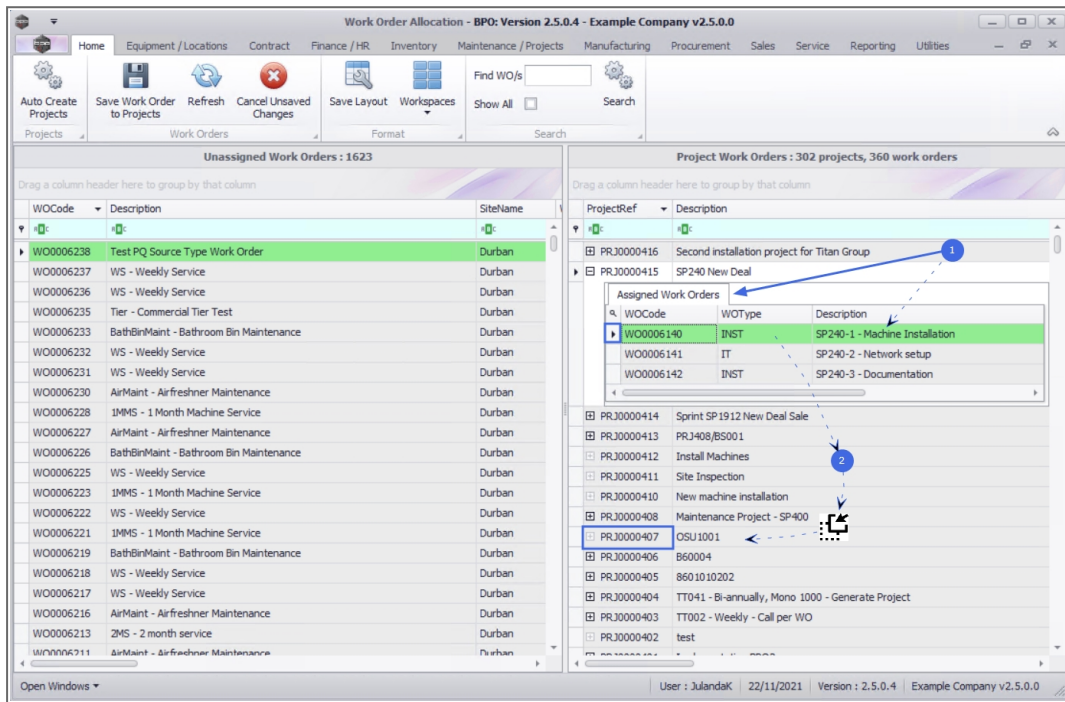 Work Order Allocation - BPO: Version 2.5.0.4 - Example Company v2.5.0.0
Home Equipment / Locations Contract Finance / HR Inventory Maintenance / Projects Manufacturing Procurement Sales Service Reporting Utilities
Auto Create Projects
Save Work Order to Projects
Refresh
Cancel Unsaved Changes
Save Layout
Workspaces
Find WO/s
Show All
Search
Projects
Work Orders
Format
Search
Unassigned Work Orders : 1623
Drag a column header here to group by that column
WOCode Description SiteName
WO0006238 Test PQ Source Type Work Order Durban
WO0006237 WS - Weekly Service Durban
WO0006236 WS - Weekly Service Durban
WO0006235 Tier - Commercial Tier Test Durban
WO0006233 BathBinMaint - Bathroom Bin Maintenance Durban
WO0006232 WS - Weekly Service Durban
WO0006231 WS - Weekly Service Durban
WO0006230 AirMaint - Airfreshner Maintenance Durban
WO0006228 1MMS - 1 Month Machine Service Durban
WO0006227 AirMaint - Airfreshner Maintenance Durban
WO0006226 BathBinMaint - Bathroom Bin Maintenance Durban
WO0006225 WS - Weekly Service Durban
WO0006223 1MMS - 1 Month Machine Service Durban
WO0006222 WS - Weekly Service Durban
WO0006221 1MMS - 1 Month Machine Service Durban
WO0006219 BathBinMaint - Bathroom Bin Maintenance Durban
WO0006218 WS - Weekly Service Durban
WO0006217 WS - Weekly Service Durban
WO0006216 AirMaint - Airfreshner Maintenance Durban
WO0006213 2MS - 2 month service Durban
WO0006211 AirMaint - Airfreshner Maintenance Durban
Project Work Orders : 302 projects, 360 work orders
Drag a column header here to group by that column
ProjectRef Description
PRJ0000416 Second installation project for Titan Group
1
PRJ0000415 SP240 New Deal
Assigned Work Orders
WOCode WOType Description
WO0006140 INST SP240-1 - Machine Installation
WO0006141 IT SP240-2 - Network setup
WO0006142 INST SP240-3 - Documentation
PRJ0000414 Sprint SP1912 New Deal Sale
PRJ0000413 PRJ408/BS001
PRJ0000412 Install Machines
2
PRJ0000411 Site Inspection
PRJ0000410 New machine installation
PRJ0000408 Maintenance Project - SP400
PRJ0000407 OSU1001
PRJ0000406 B60004
PRJ0000405 8601010202
PRJ0000404 TT041 - Bi-annually, Mono 1000 - Generate Project
PRJ0000403 TT002 - Weekly - Call per WO
PRJ0000402 test
Open Windows
User : JulandaK 22/11/2021 Version : 2.5.0.4 Example Company v2.5.0.0